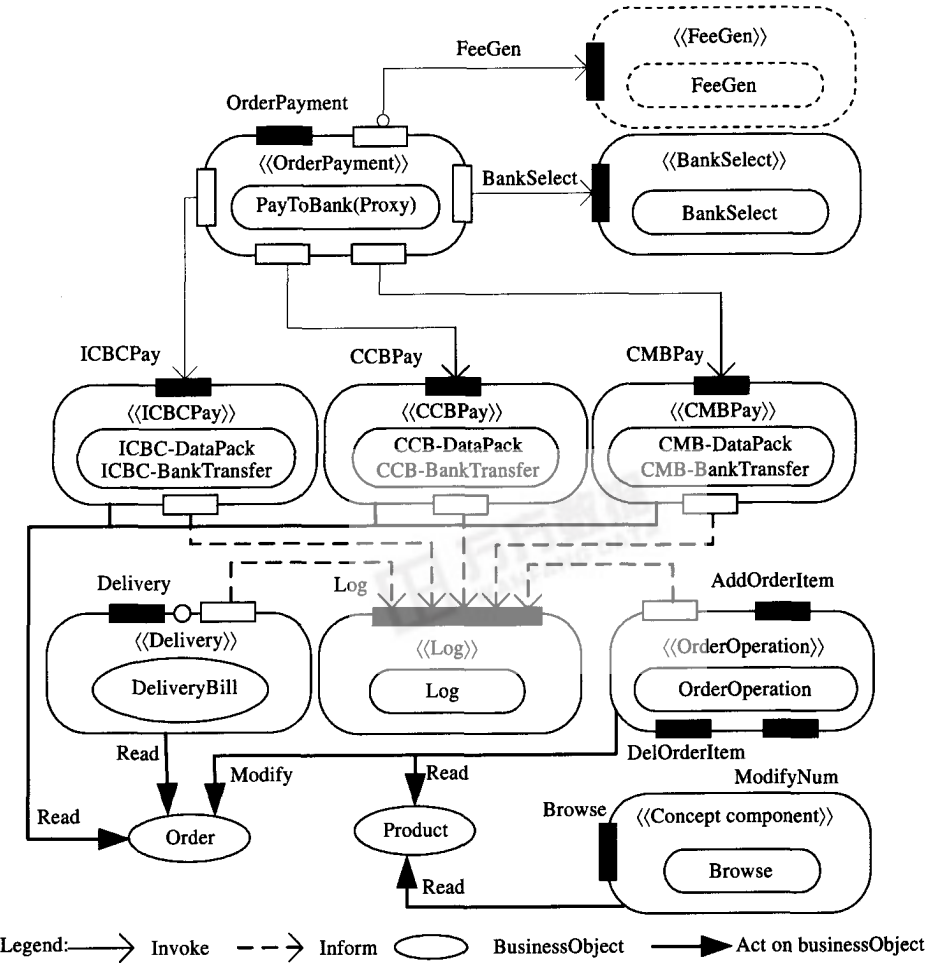 FeeGen
⟨⟨FeeGen⟩⟩
FeeGen
OrderPayment
⟨⟨OrderPayment⟩⟩
PayToBank(Proxy)
BankSelect
⟨⟨BankSelect⟩⟩
BankSelect
ICBCPay
CCBPay
CMBPay
⟨⟨ICBCPay⟩⟩
⟨⟨CCBPay⟩⟩
⟨⟨CMBPay⟩⟩
ICBC-DataPack
ICBC-BankTransfer
CCB-DataPack
CCB-BankTransfer
CMB-DataPack
CMB-BankTransfer
Delivery
Log
AddOrderItem
⟨⟨Delivery⟩⟩
DeliveryBill
⟨⟨Log⟩⟩
Log
⟨⟨OrderOperation⟩⟩
OrderOperation
DelOrderItem
ModifyNum
Read
Modify
Read
Read
Order
Product
Browse
⟨⟨Concept component⟩⟩
Browse
Read
Legend:
Invoke
Inform
BusinessObject
Act on businessObject